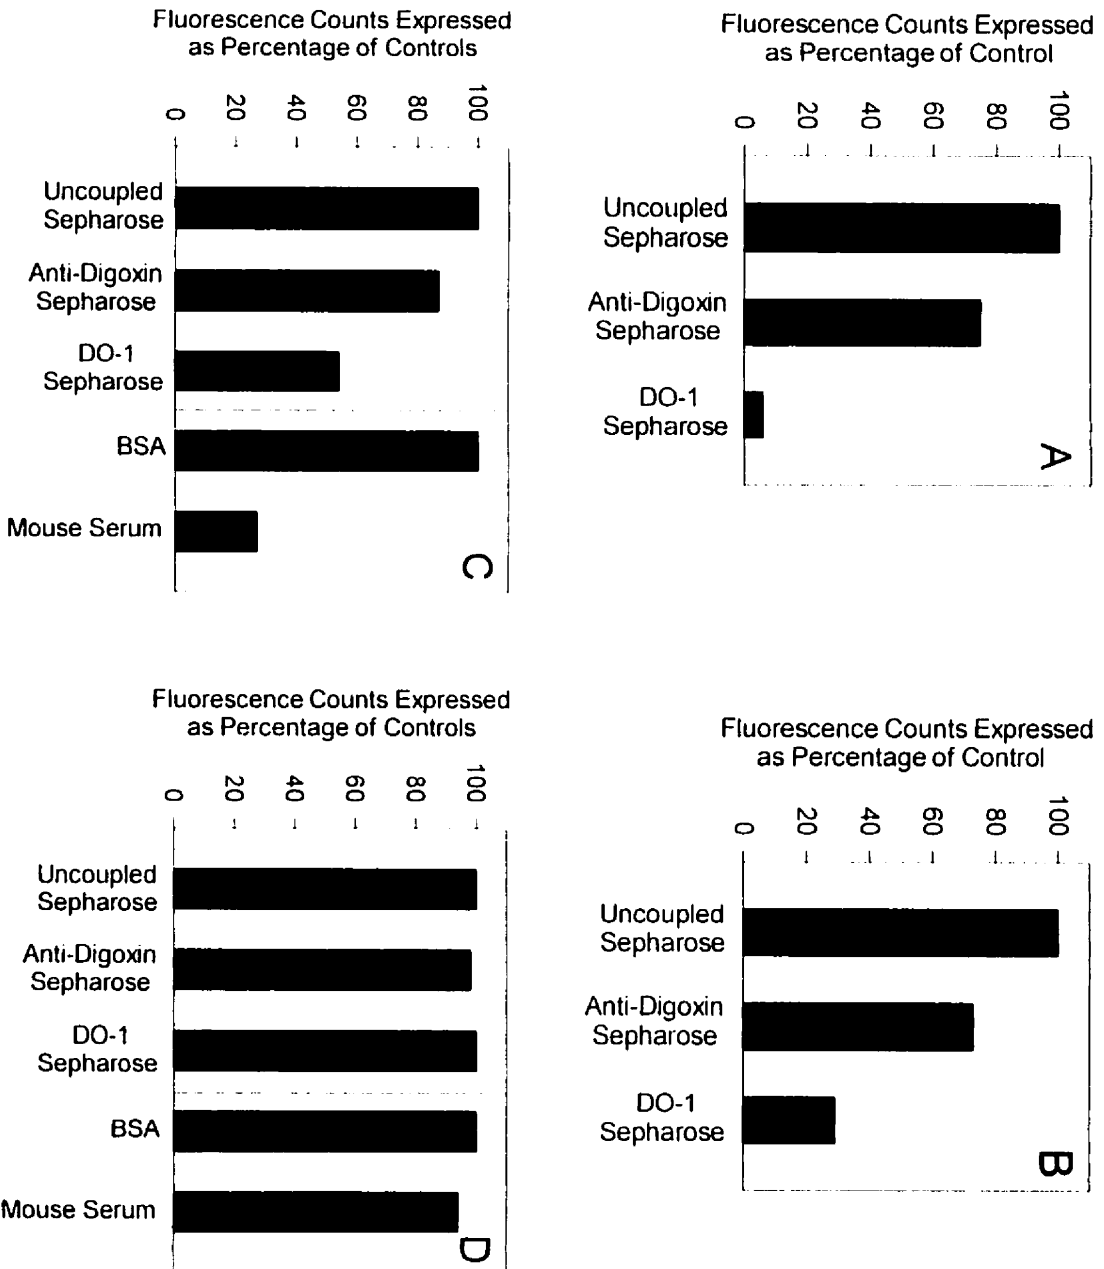 Fluorescence Counts Expressed
as Percentage of Control
0
20
40
60
80
100
Uncoupled
Sepharose
Anti-Digoxin
Sepharose
DO-1
Sepharose
A
Fluorescence Counts Expressed
as Percentage of Control
0
20
40
60
80
100
Uncoupled
Sepharose
Anti-Digoxin
Sepharose
DO-1
Sepharose
B
Fluorescence Counts Expressed
as Percentage of Controls
0
20
40
60
80
100
Uncoupled
Sepharose
Anti-Digoxin
Sepharose
DO-1
Sepharose
BSA
Mouse Serum
C
Fluorescence Counts Expressed
as Percentage of Controls
0
20
40
60
80
100
Uncoupled
Sepharose
Anti-Digoxin
Sepharose
DO-1
Sepharose
BSA
Mouse Serum
D